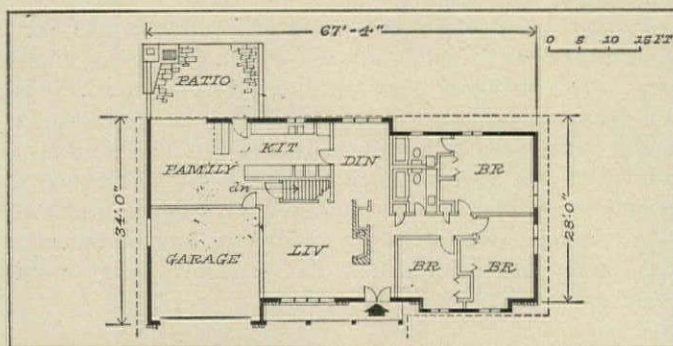 67'-4"
0 5 10 15 FT
PATIO
KIT
DIN
FAMILY
BR
dn
34'.0"
28'.0"
GARAGE
LIV
BR
BR